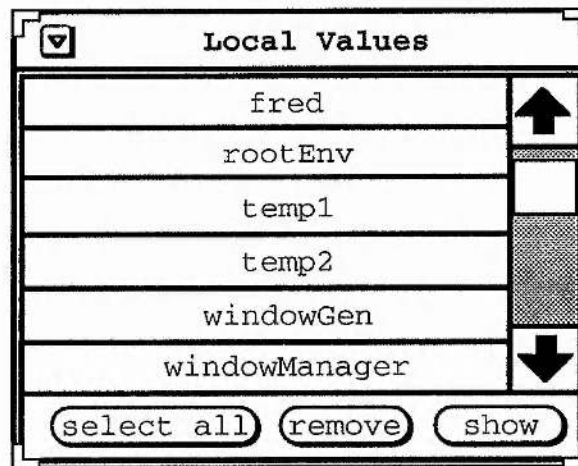 Local Values
fred
rootEnv
temp1
temp2
windowGen
windowManager
select all remove show